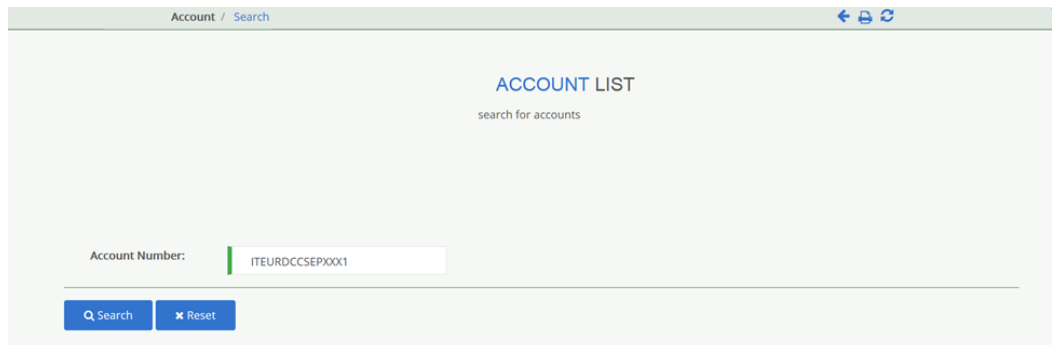 Account / Search
ACCOUNT LIST
search for accounts
Account Number: ITEURDCCSEPXXX1
Search Reset